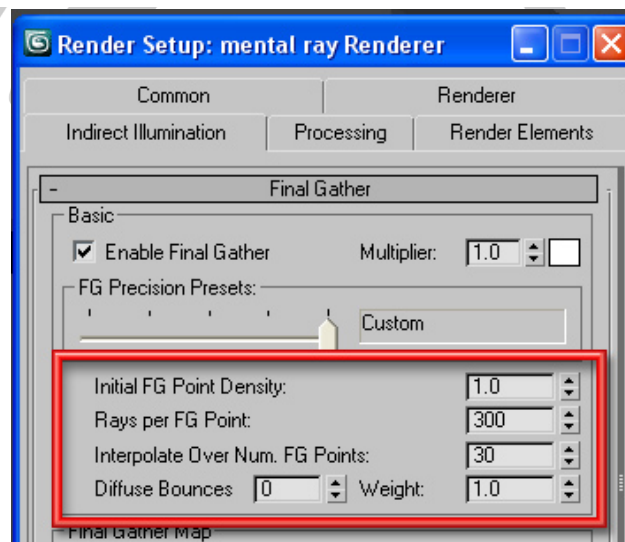 Render Setup: mental ray Renderer
Common Renderer
Indirect Illumination Processing Render Elements
- Final Gather
Basic
Enable Final Gather Multiplier: 1.0
FG Precision Presets:
Custom
Initial FG Point Density: 1.0
Rays per FG Point: 300
Interpolate Over Num. FG Points: 30
Diffuse Bounces 0 Weight: 1.0
Final Gather Map